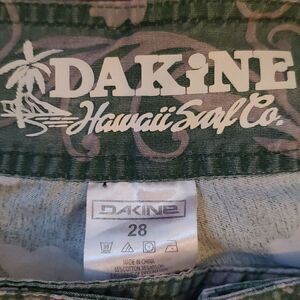 DAKINE
Hawaii Surf Co.
DAKINE
28
MADE IN CHINA